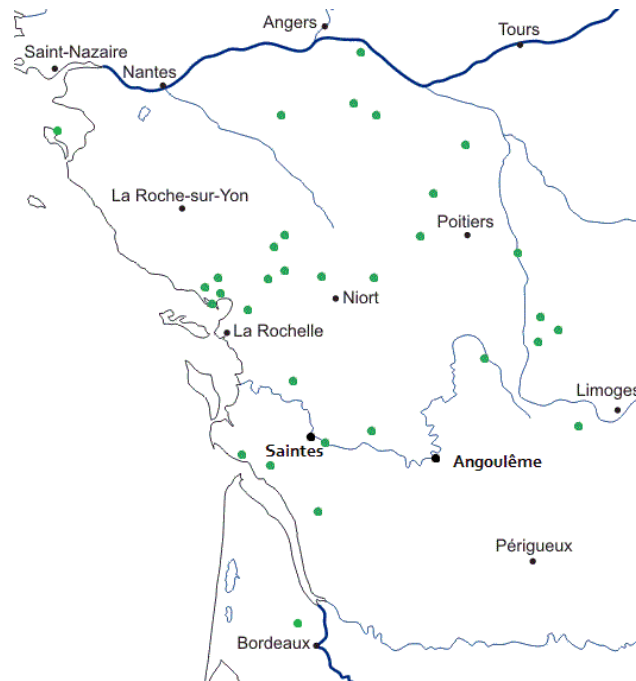 Angers
Tours
Saint-Nazaire
Nantes
La Roche-sur-Yon
Poitiers
Niort
La Rochelle
Limoges
Saintes
Angoulême
Périgueux
Bordeaux